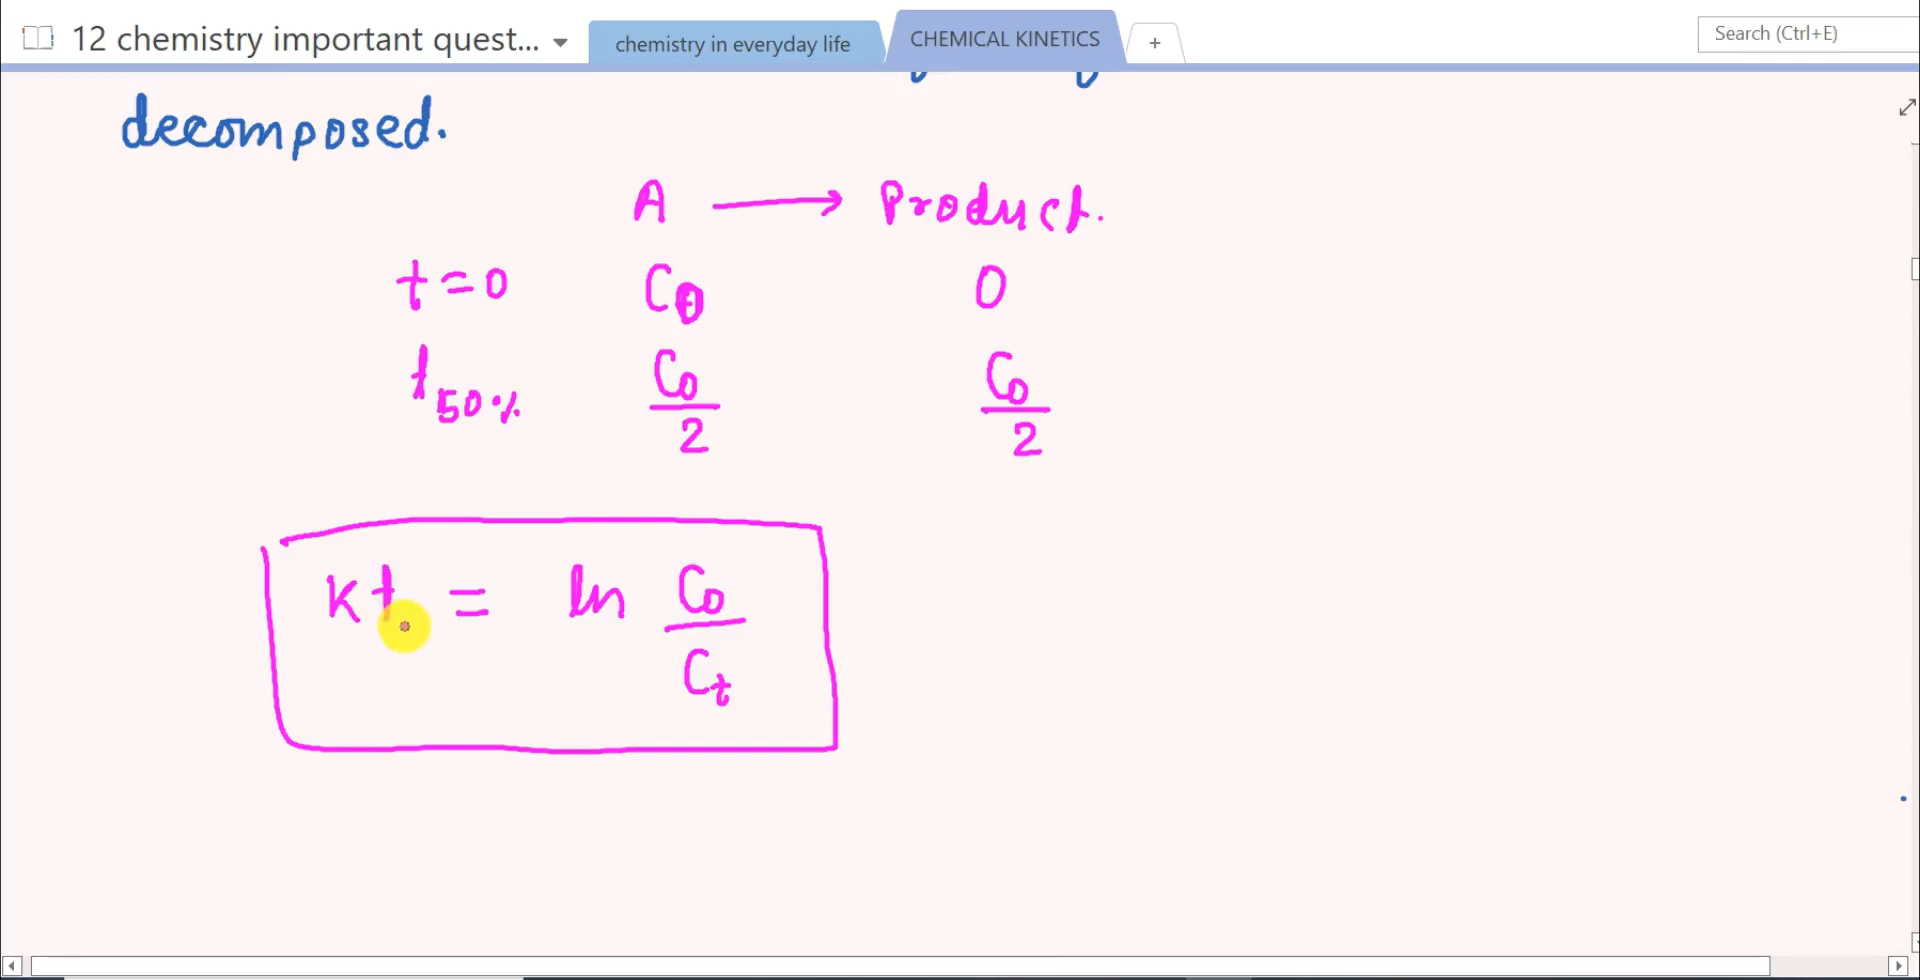 12 chemistry important quest...
chemistry in everyday life
CHEMICAL KINETICS
+
Search (Ctrl+E)
decomposed.
A ⟶ Product.
t=0 C₀ 0
t50% C₀/2 C₀/2
Kt = ln C₀/Cₜ